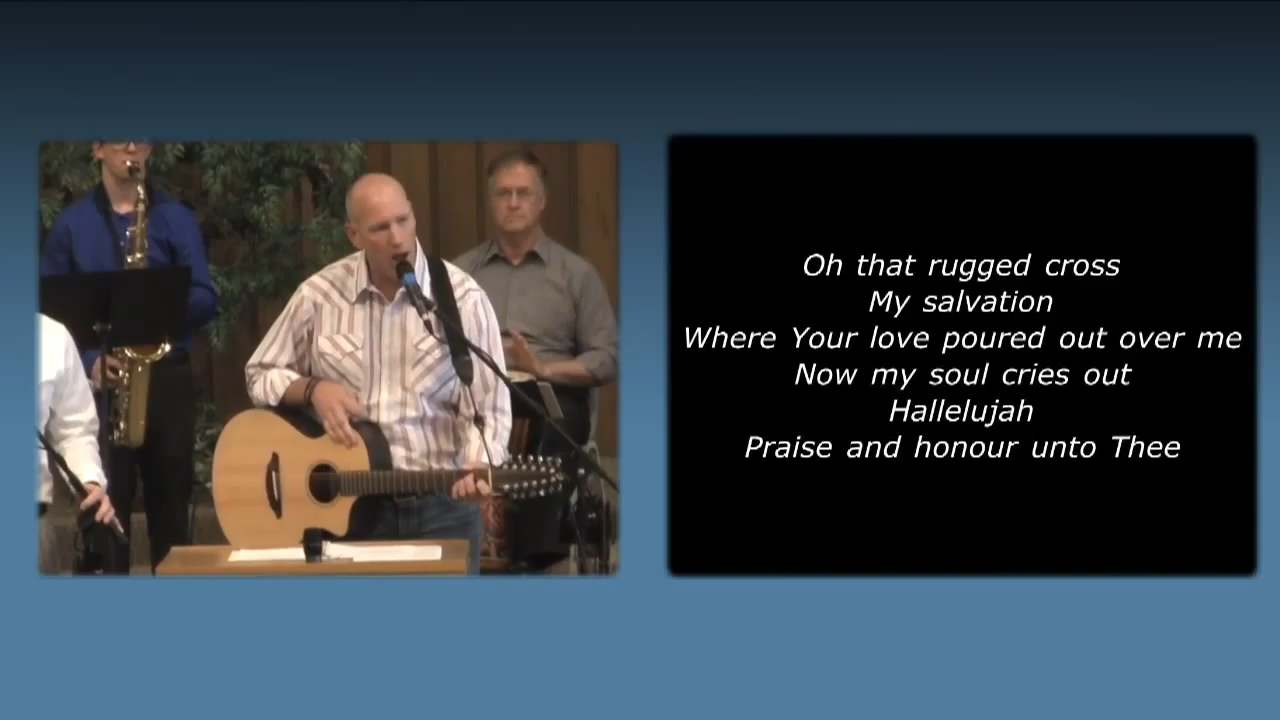 Oh that rugged cross
My salvation
Where Your love poured out over me
Now my soul cries out
Hallelujah
Praise and honour unto Thee